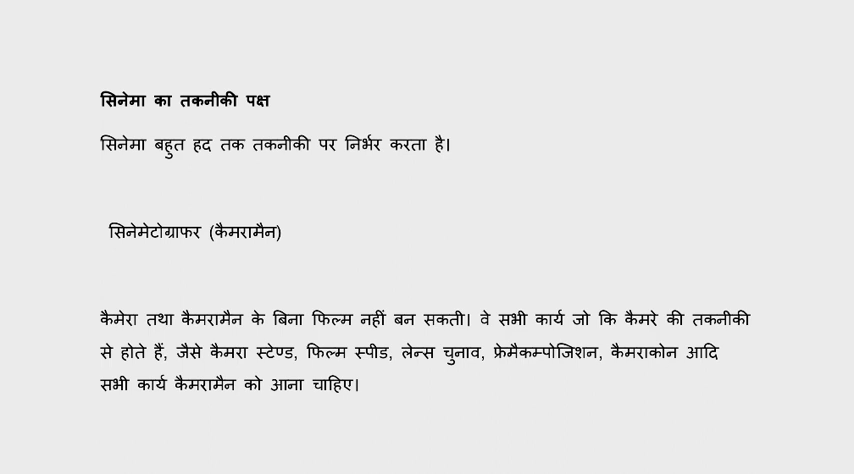 सिनेमा का तकनीकी पक्ष
सिनेमा बहुत हद तक तकनीकी पर निर्भर करता है।
सिनेमेटोग्राफर (कैमरामैन)
कैमेरा तथा कैमरामैन के बिना फिल्म नहीं बन सकती। वे सभी कार्य जो कि कैमरे की तकनीकी
से होते हैं, जैसे कैमरा स्टेण्ड, फिल्म स्पीड, लेन्स चुनाव, फ्रेमैकम्पोजिशन, कैमराकोन आदि
सभी कार्य कैमरामैन को आना चाहिए।